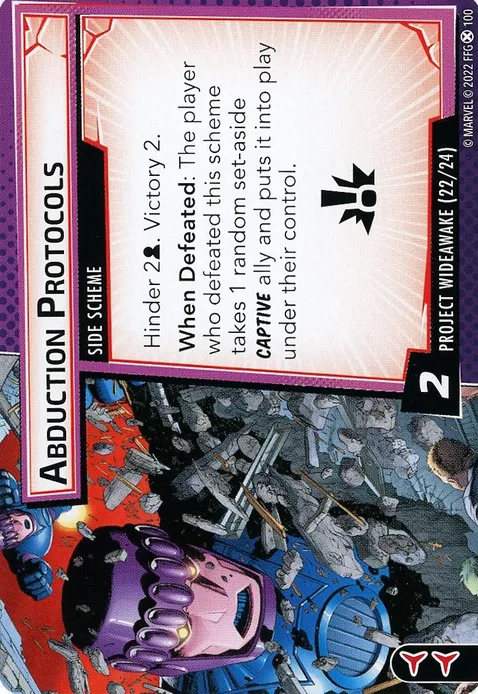 ABDUCTION PROTOCOLS
SIDE SCHEME
Hinder 2. Victory 2.
When Defeated: The player
who defeated this scheme
takes 1 random set-aside
CAPTIVE ally and puts it into play
under their control.
2
PROJECT WIDEAWAKE (22/24)
© MARVEL © 2022 FFG 100